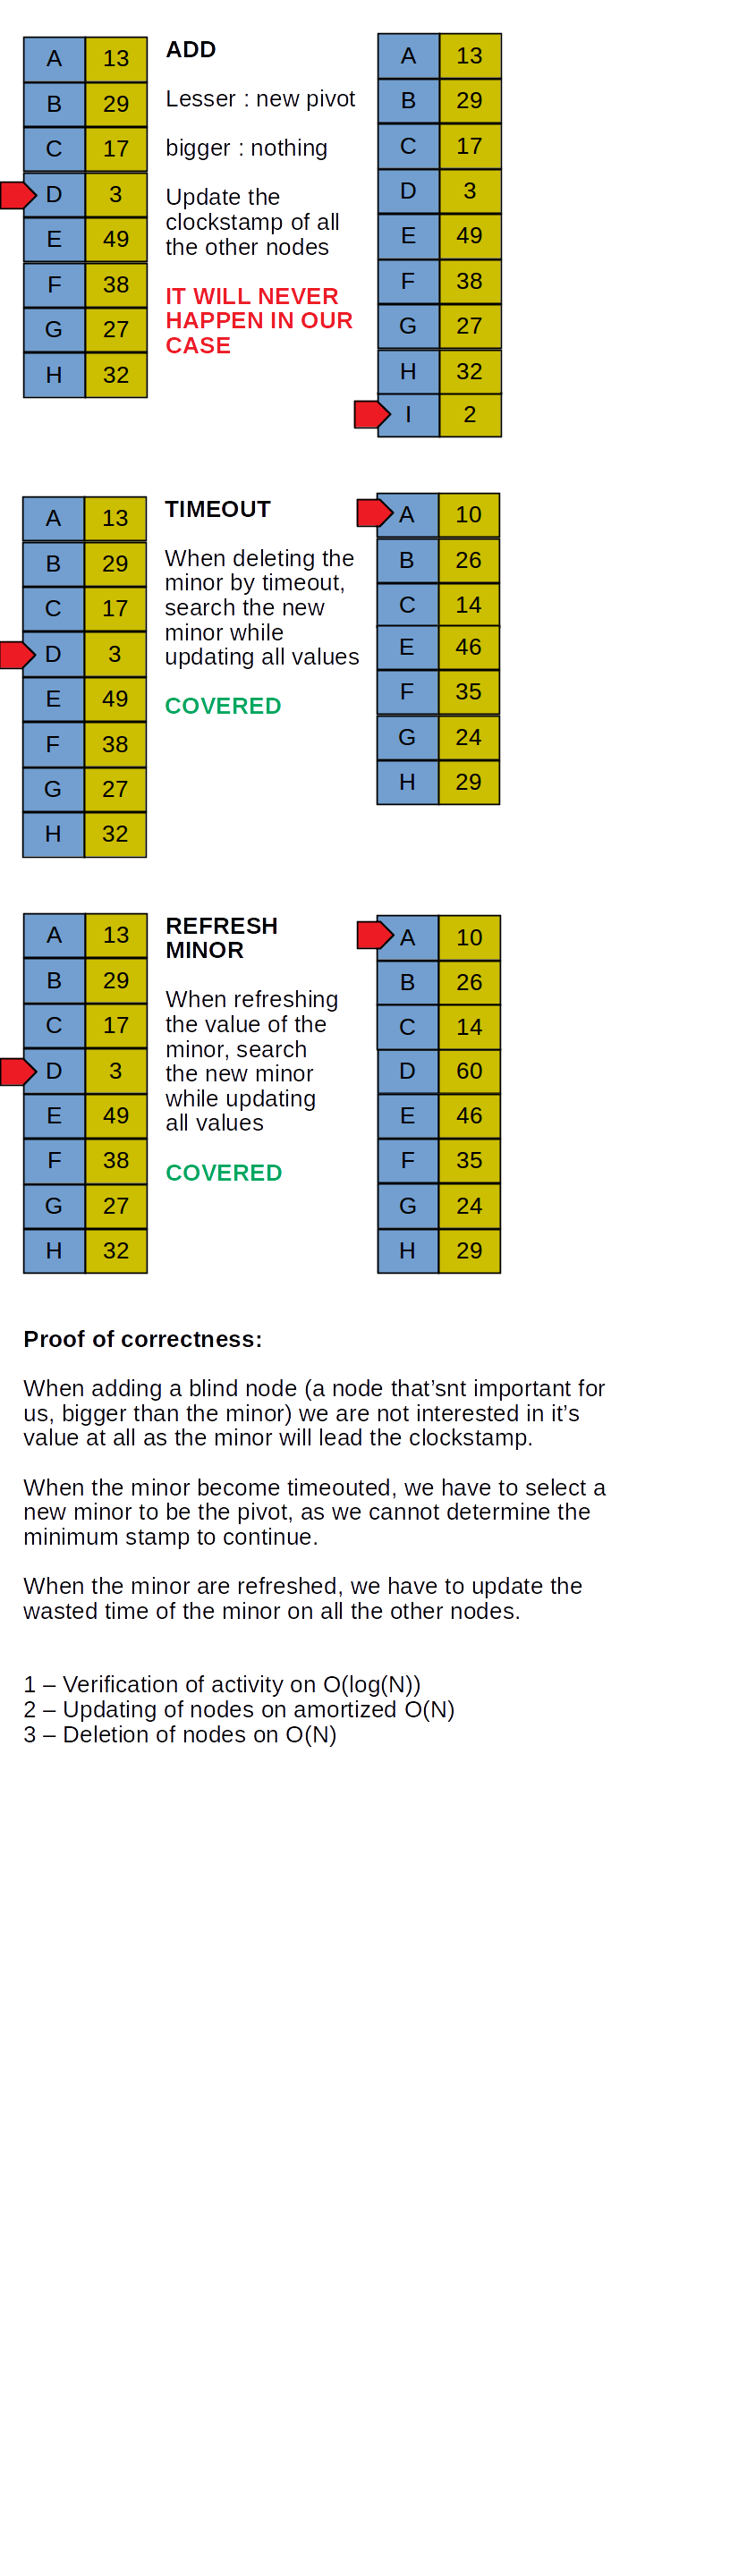 A 13
B 29
C 17
D 3
E 49
F 38
G 27
H 32
ADD
Lesser : new pivot
bigger : nothing
Update the
clockstamp of all
the other nodes
IT WILL NEVER
HAPPEN IN OUR
CASE
A 13
B 29
C 17
D 3
E 49
F 38
G 27
H 32
I 2
A 13
B 29
C 17
D 3
E 49
F 38
G 27
H 32
TIMEOUT
When deleting the
minor by timeout,
search the new
minor while
updating all values
COVERED
A 10
B 26
C 14
E 46
F 35
G 24
H 29
A 13
B 29
C 17
D 3
E 49
F 38
G 27
H 32
REFRESH
MINOR
When refreshing
the value of the
minor, search
the new minor
while updating
all values
COVERED
A 10
B 26
C 14
D 60
E 46
F 35
G 24
H 29
Proof of correctness:
When adding a blind node (a node that’snt important for
us, bigger than the minor) we are not interested in it’s
value at all as the minor will lead the clockstamp.
When the minor become timeouted, we have to select a
new minor to be the pivot, as we cannot determine the
minimum stamp to continue.
When the minor are refreshed, we have to update the
wasted time of the minor on all the other nodes.
1 – Verification of activity on O(log(N))
2 – Updating of nodes on amortized O(N)
3 – Deletion of nodes on O(N)